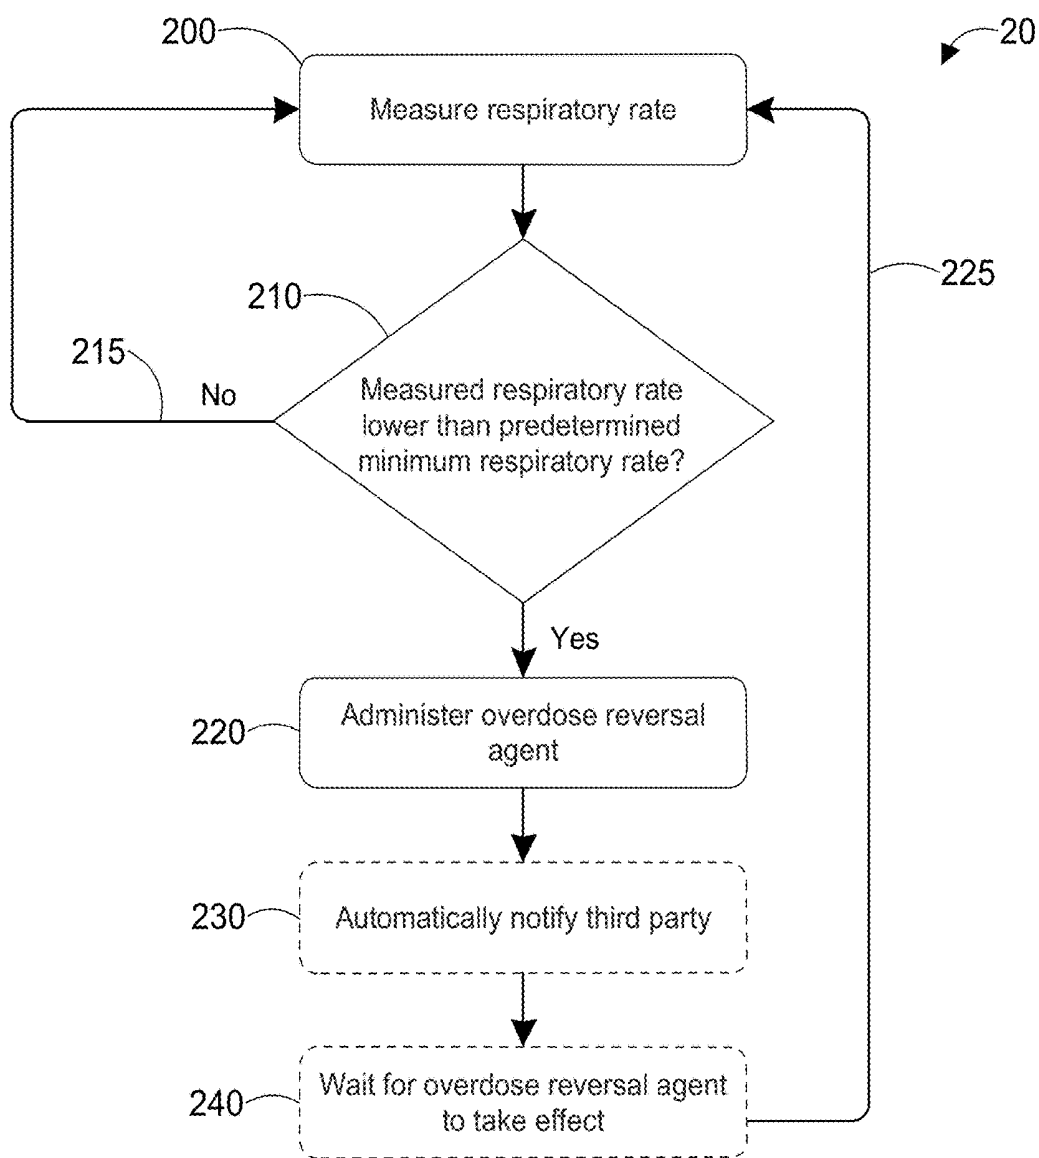 200
20
Measure respiratory rate
225
210
215
No
Measured respiratory rate
lower than predetermined
minimum respiratory rate?
Yes
220
Administer overdose reversal
agent
230
Automatically notify third party
240
Wait for overdose reversal agent
to take effect